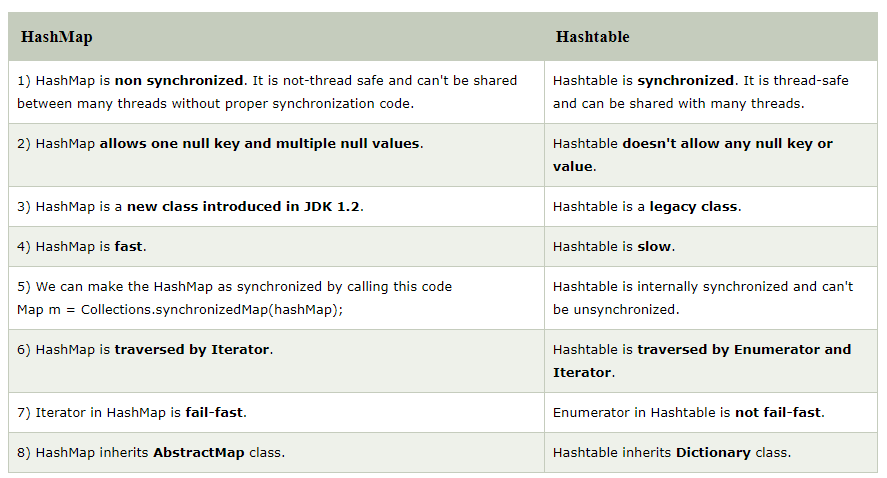 HashMap
Hashtable
1) HashMap is non synchronized. It is not-thread safe and can't be shared
between many threads without proper synchronization code.
Hashtable is synchronized. It is thread-safe
and can be shared with many threads.
2) HashMap allows one null key and multiple null values.
Hashtable doesn't allow any null key or
value.
3) HashMap is a new class introduced in JDK 1.2.
Hashtable is a legacy class.
4) HashMap is fast.
Hashtable is slow.
5) We can make the HashMap as synchronized by calling this code
Map m = Collections.synchronizedMap(hashMap);
Hashtable is internally synchronized and can't
be unsynchronized.
6) HashMap is traversed by Iterator.
Hashtable is traversed by Enumerator and
Iterator.
7) Iterator in HashMap is fail-fast.
Enumerator in Hashtable is not fail-fast.
8) HashMap inherits AbstractMap class.
Hashtable inherits Dictionary class.